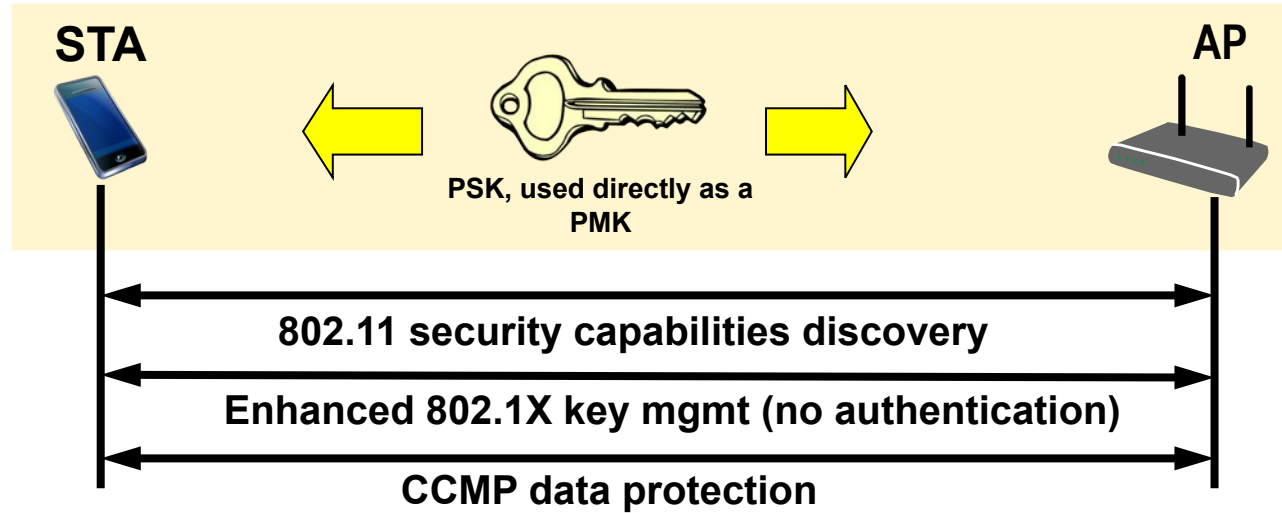 STA
AP
PSK, used directly as a
PMK
802.11 security capabilities discovery
Enhanced 802.1X key mgmt (no authentication)
CCMP data protection